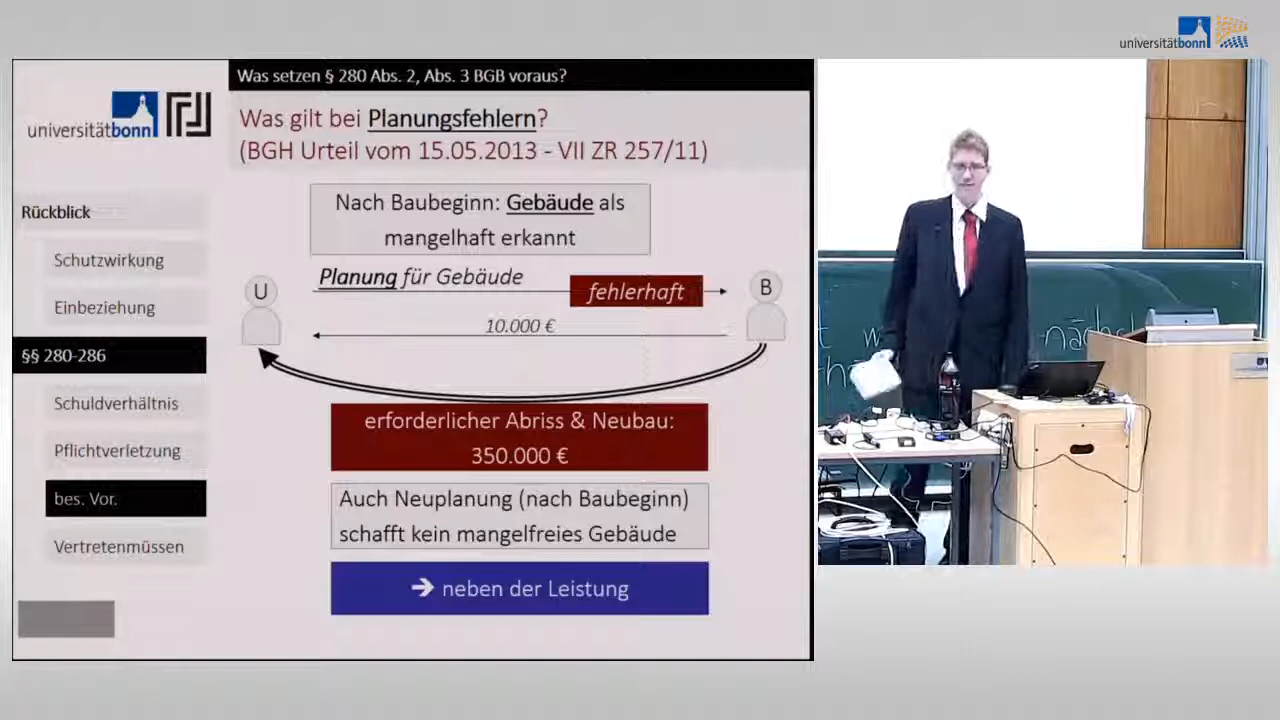 universitätbonn
Was setzen § 280 Abs. 2, Abs. 3 BGB voraus?
universitätbonn
Was gilt bei Planungsfehlern?
(BGH Urteil vom 15.05.2013 - VII ZR 257/11)
Rückblick
Schutzwirkung
Einbeziehung
§§ 280-286
Schuldverhältnis
Pflichtverletzung
bes. Vor.
Vertretenmüssen
Nach Baubeginn: Gebäude als
mangelhaft erkannt
U
Planung für Gebäude
fehlerhaft
B
10.000 €
erforderlicher Abriss & Neubau:
350.000 €
Auch Neuplanung (nach Baubeginn)
schafft kein mangelfreies Gebäude
➔ neben der Leistung
nächs